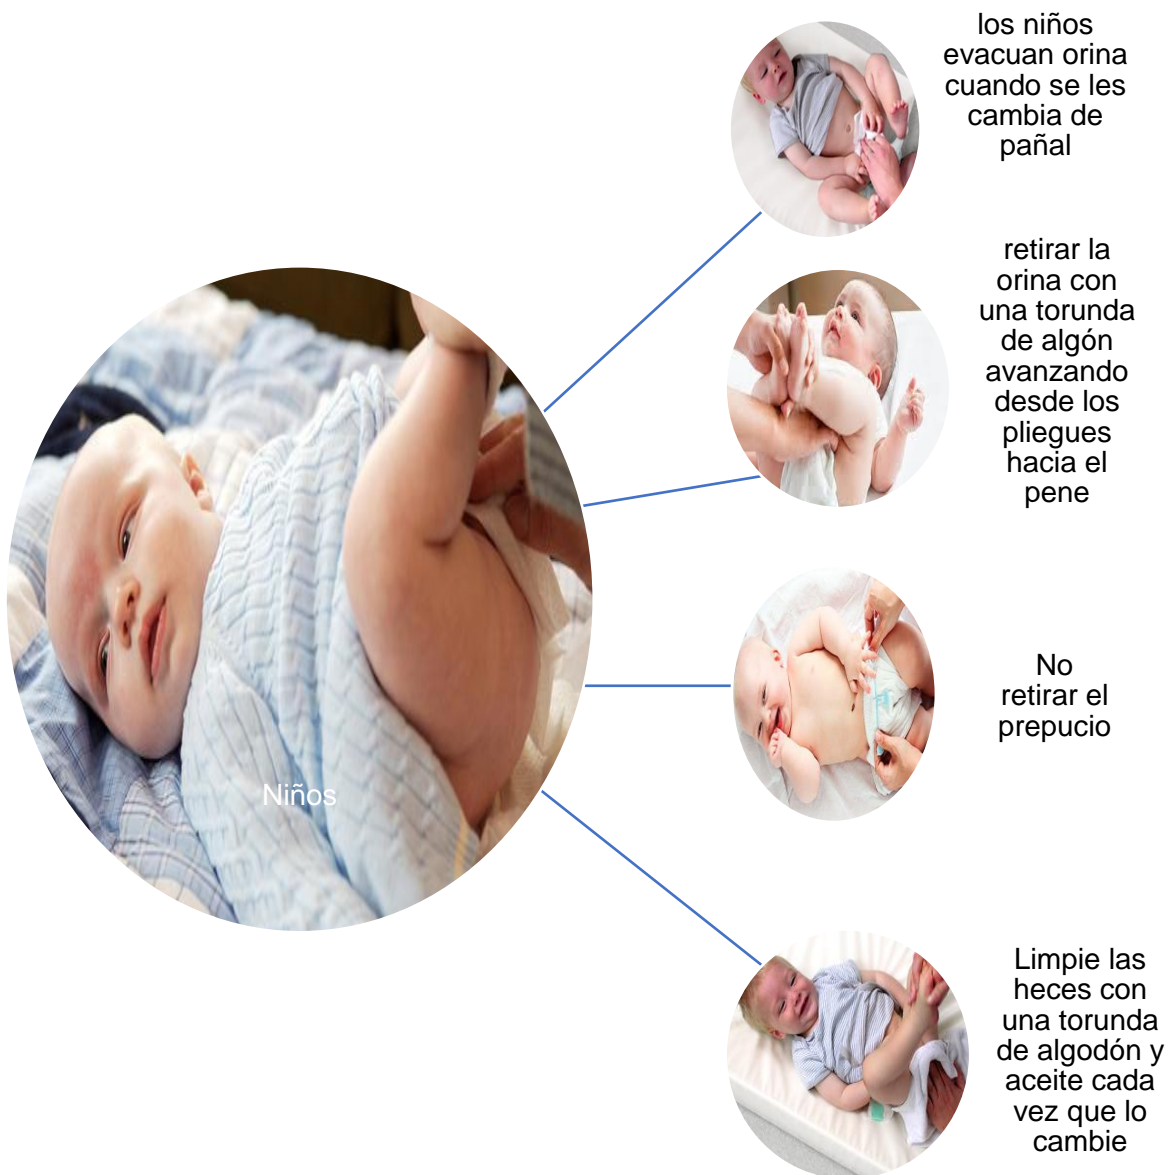 los niños
evacuan orina
cuando se les
cambia de
pañal
retirar la
orina con
una torunda
de algón
avanzando
desde los
pliegues
hacia el
pene
Niños
No
retirar el
prepucio
Limpie las
heces con
una torunda
de algodón y
aceite cada
vez que lo
cambie